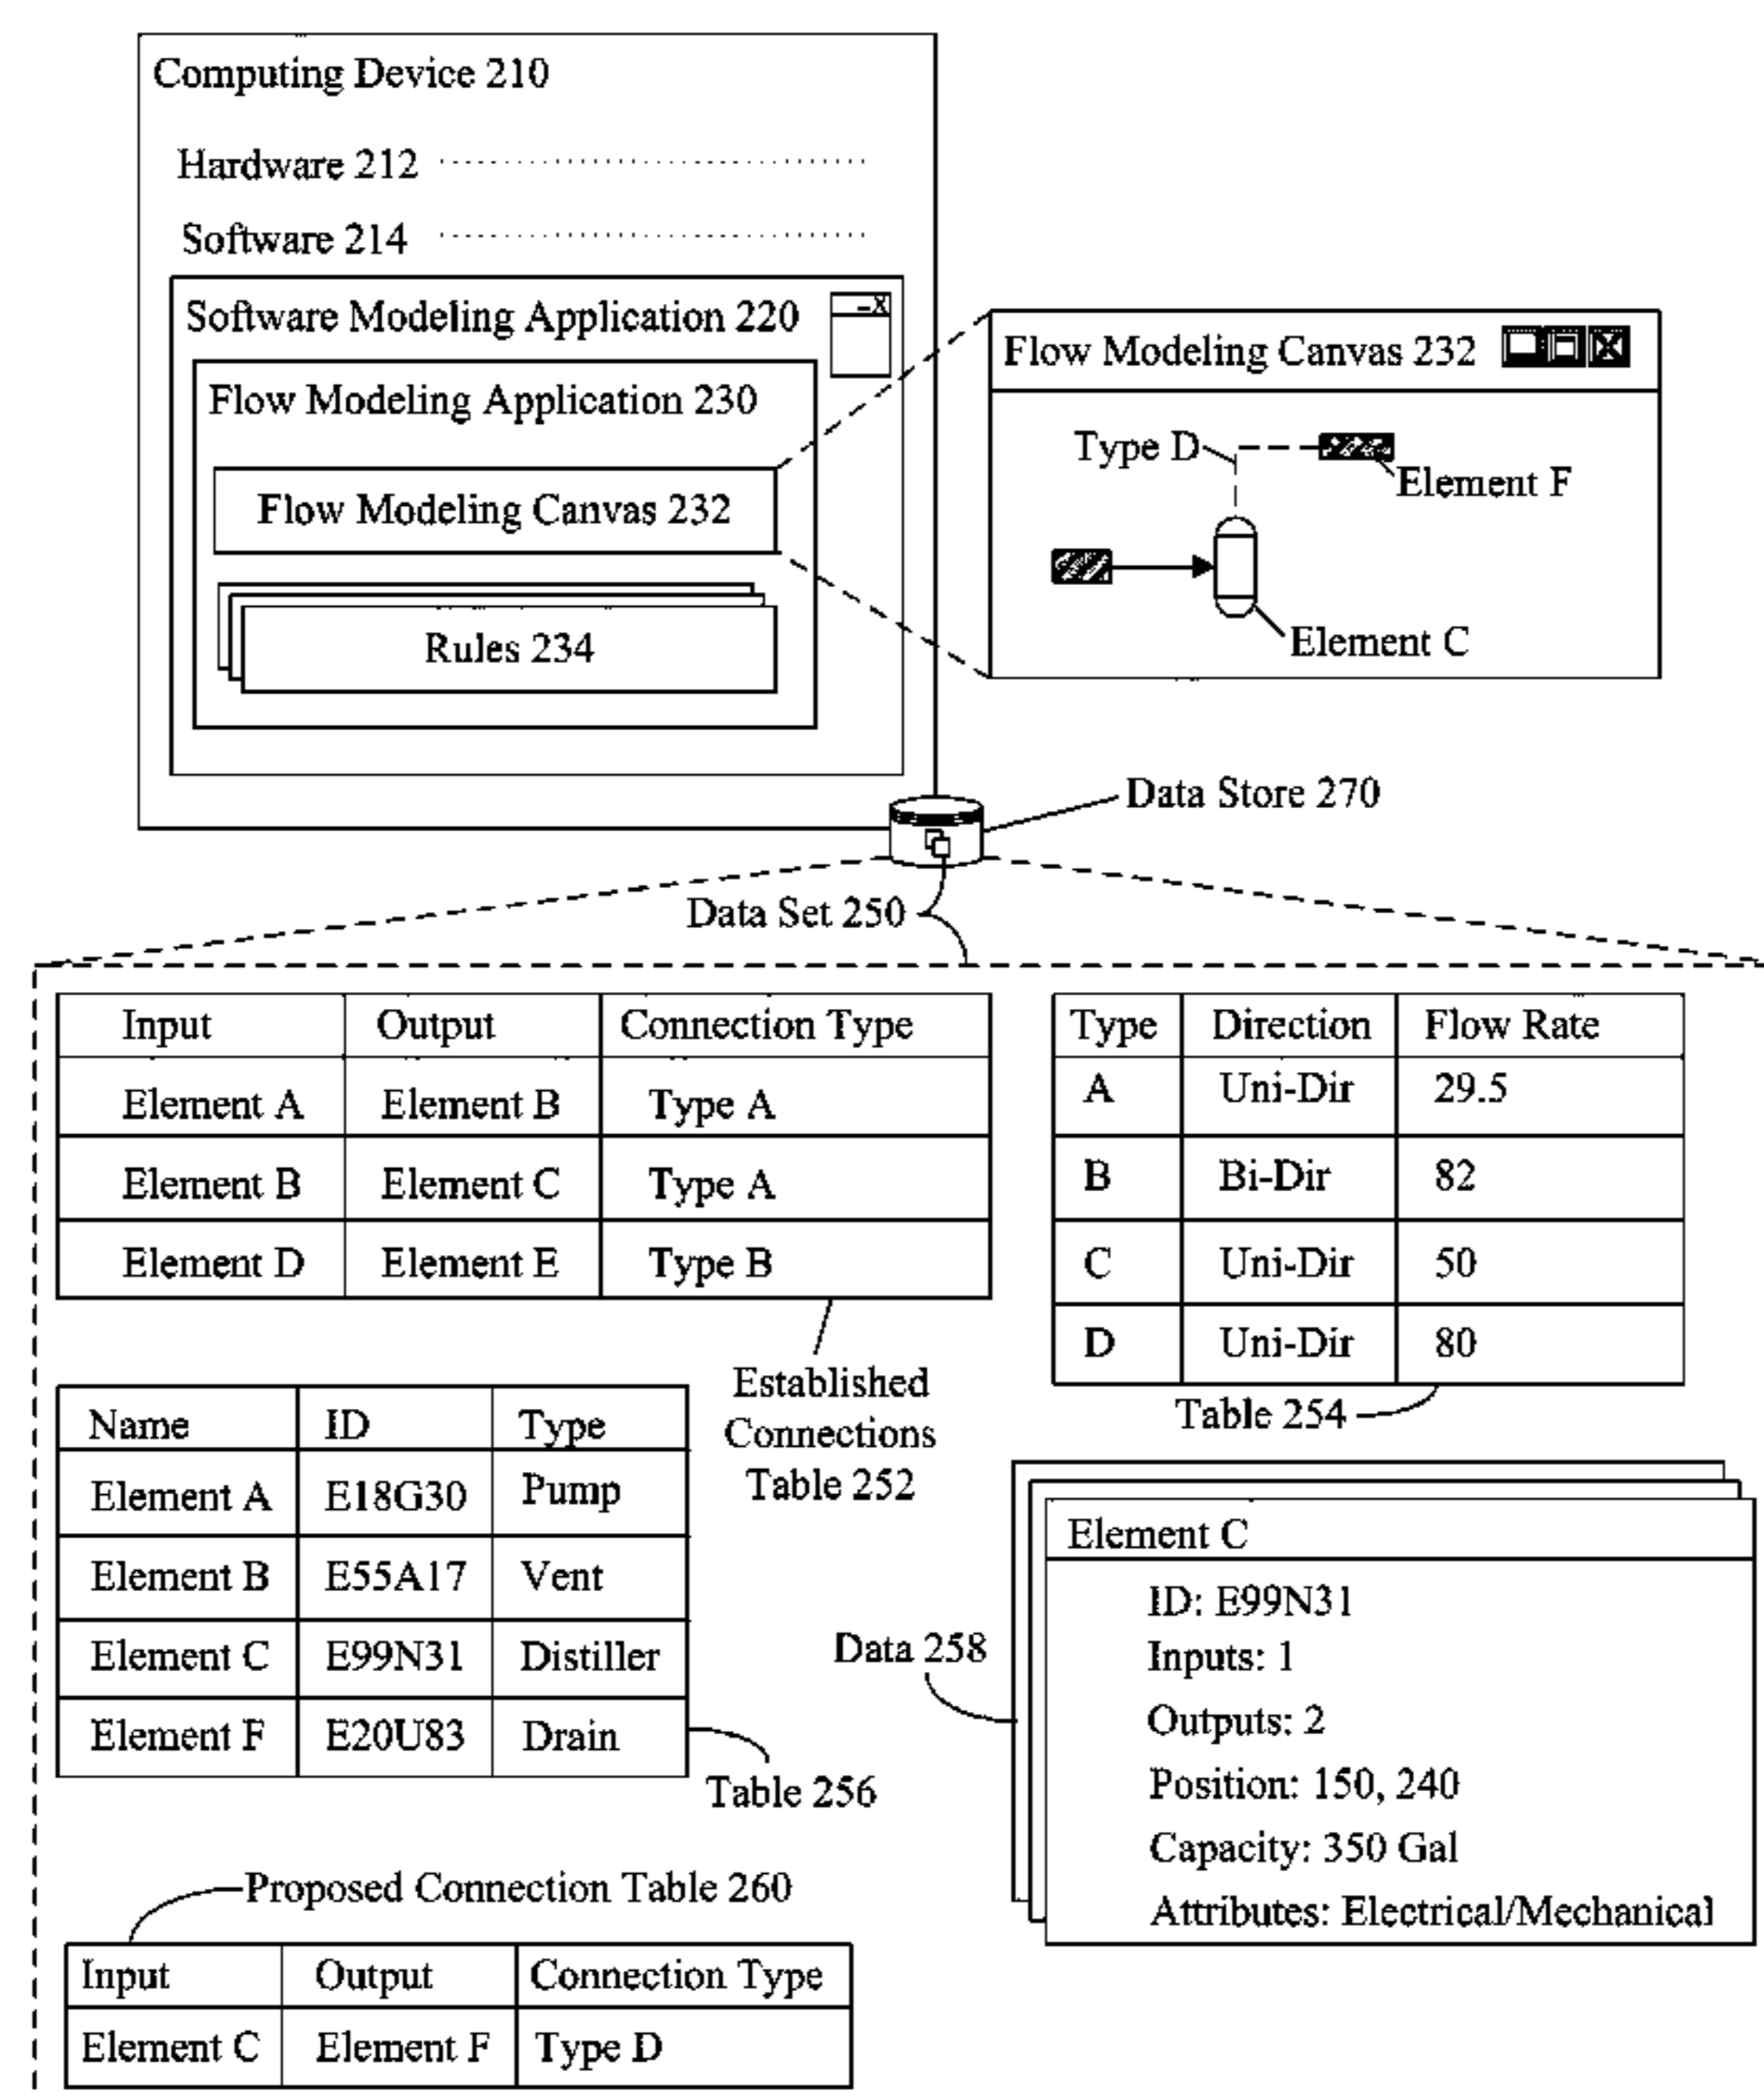 Computing Device 210
Hardware 212
Software 214
Software Modeling Application 220
-X
Flow Modeling Application 230
Flow Modeling Canvas 232
Rules 234
Flow Modeling Canvas 232
Type D
Element F
Element C
Data Store 270
Data Set 250
Input Output Connection Type
Element A Element B Type A
Element B Element C Type A
Element D Element E Type B
Established
Connections
Table 252
Type Direction Flow Rate
A Uni-Dir 29.5
B Bi-Dir 82
C Uni-Dir 50
D Uni-Dir 80
Table 254
Name ID Type
Element A E18G30 Pump
Element B E55A17 Vent
Element C E99N31 Distiller
Element F E20U83 Drain
Table 256
Data 258
Element C
ID: E99N31
Inputs: 1
Outputs: 2
Position: 150, 240
Capacity: 350 Gal
Attributes: Electrical/Mechanical
Proposed Connection Table 260
Input Output Connection Type
Element C Element F Type D